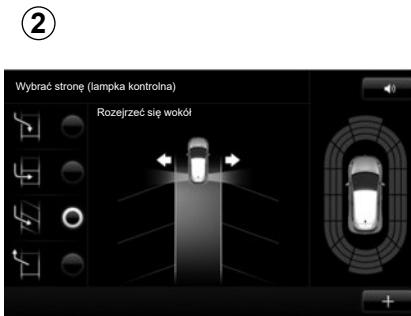 2
Wybrać stronę (lampka kontrolna)
Rozejrzeć się wokół
+